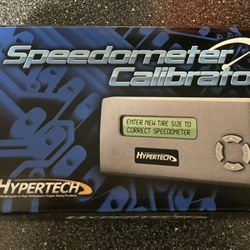 Speedometer
Calibrato
ENTER NEW TIRE SIZE TO
CORRECT SPEEDOMETER
HYPERTECH
HYPERTECH